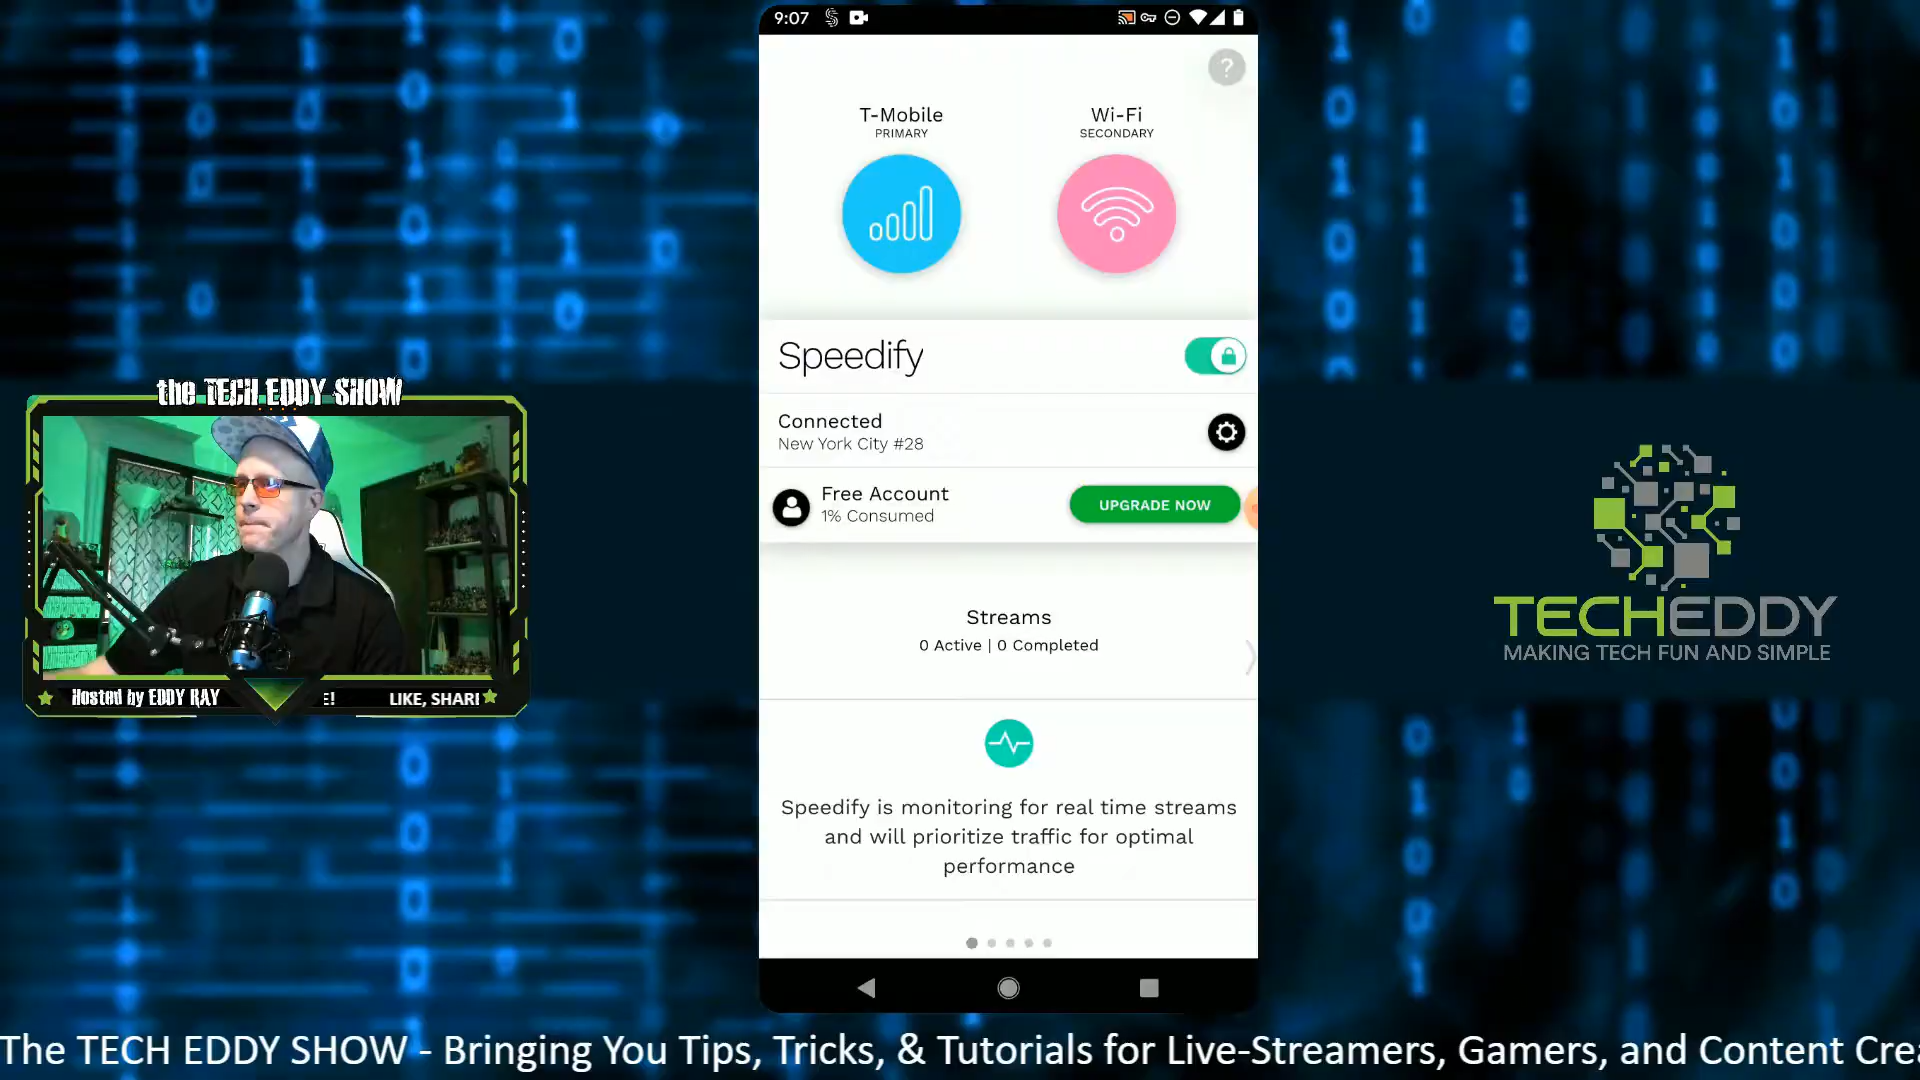 9:07
?
T-Mobile
PRIMARY
Wi-Fi
SECONDARY
Speedify
Connected
New York City #28
Free Account
1% Consumed
UPGRADE NOW
Streams
0 Active | 0 Completed
Speedify is monitoring for real time streams
and will prioritize traffic for optimal
performance
the TECH EDDY SHOW
Hosted by EDDY RAY
E! LIKE, SHARI
TECHEDDY
MAKING TECH FUN AND SIMPLE
The TECH EDDY SHOW - Bringing You Tips, Tricks, & Tutorials for Live-Streamers, Gamers, and Content Crea